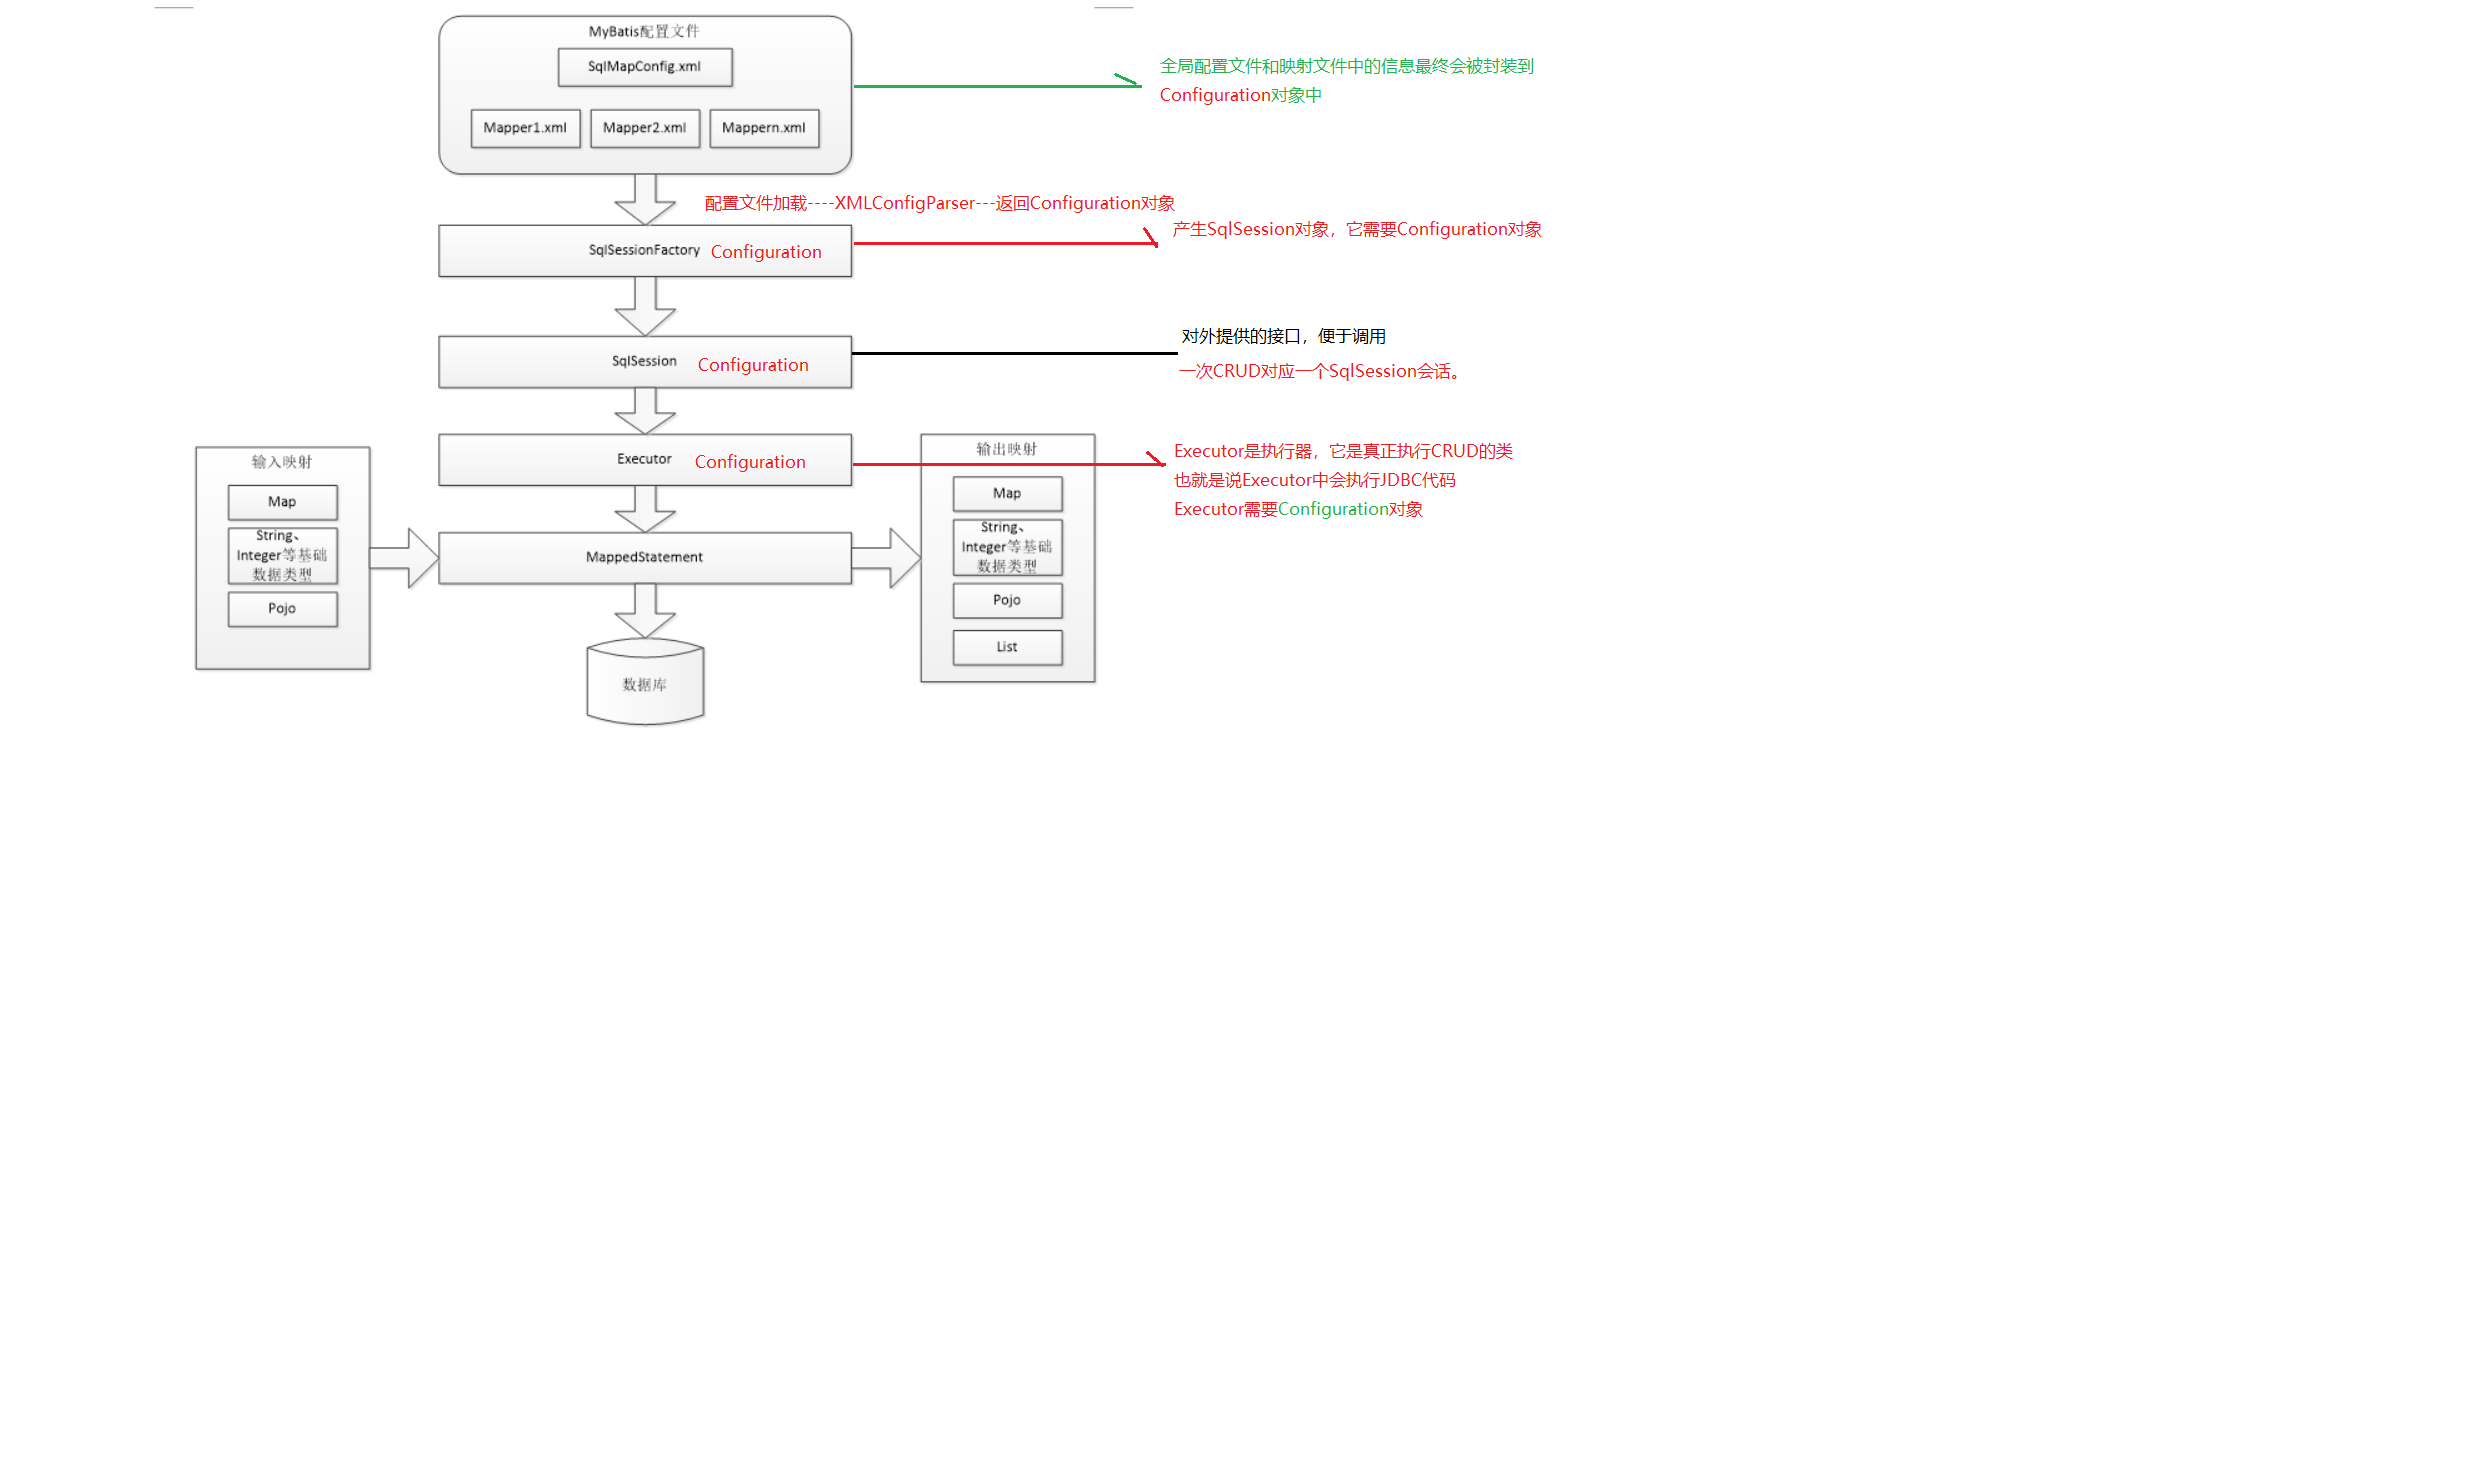 MyBatis配置文件
SqlMapConfig.xml
Mapper1.xml
Mapper2.xml
Mappern.xml
全局配置文件和映射文件中的信息最终会被封装到
Configuration对象中
配置文件加载----XMLConfigParser---返回Configuration对象
SqlSessionFactory
Configuration
产生SqlSession对象，它需要Configuration对象
SqlSession
Configuration
对外提供的接口，便于调用
一次CRUD对应一个SqlSession会话。
Executor
Configuration
Executor是执行器，它是真正执行CRUD的类
也就是说Executor中会执行JDBC代码
Executor需要Configuration对象
输入映射
Map
String、
Integer等基础
数据类型
Pojo
MappedStatement
输出映射
Map
String、
Integer等基础
数据类型
Pojo
List
数据库